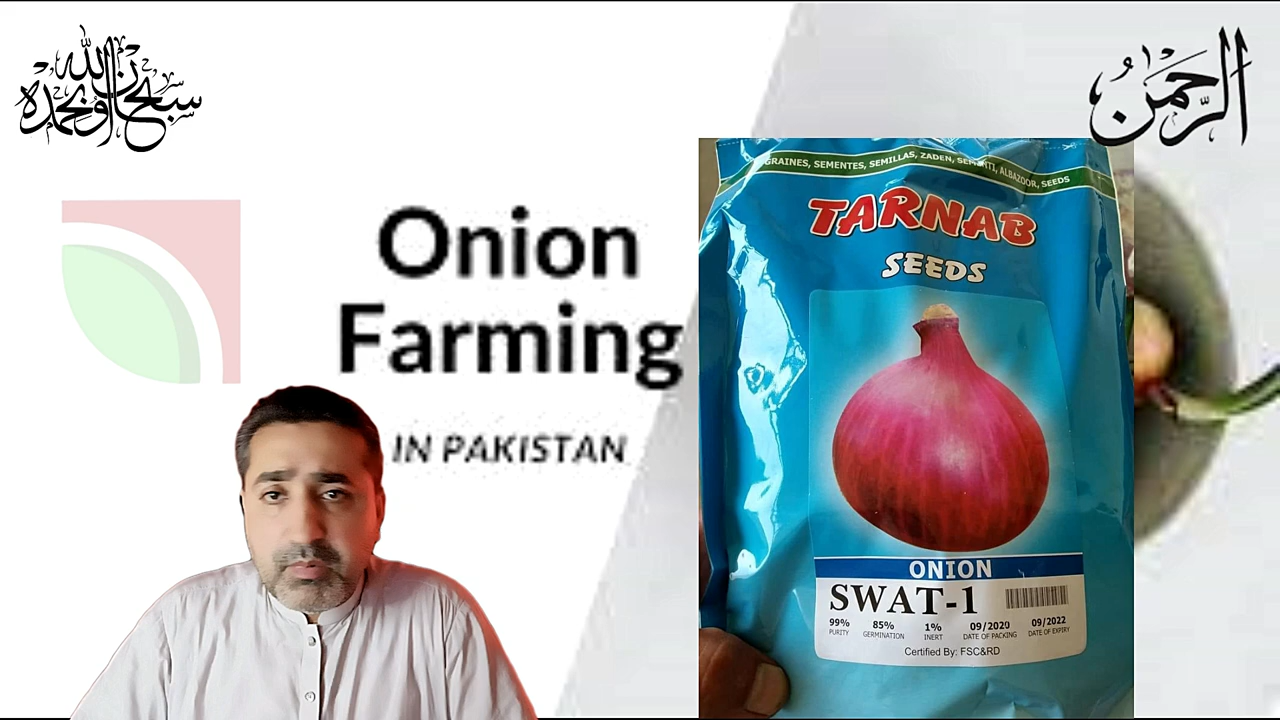 سبحان الله وبحمده
الرحمن
Onion
Farming
IN PAKISTAN
GRAINES, SEMENTES, SEMILLAS, ZADEN, SEMENTI, ALBAZOOR, SEEDS
TARNAB
SEEDS
ONION
SWAT-1
99% 85% 1% 09/2020 09/2022
PURITY GERMINATION INERT DATE OF PACKING DATE OF EXPIRY
Certified By: FSC&RD